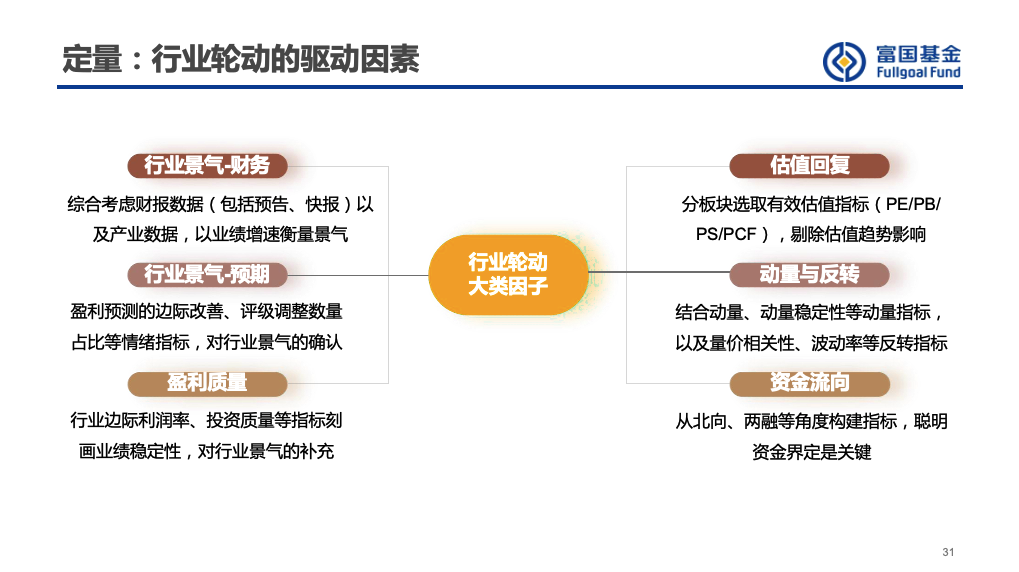 定量：行业轮动的驱动因素
富国基金
Fullgoal Fund
行业景气-财务
综合考虑财报数据（包括预告、快报）以
及产业数据，以业绩增速衡量景气
行业景气-预期
盈利预测的边际改善、评级调整数量
占比等情绪指标，对行业景气的确认
盈利质量
行业边际利润率、投资质量等指标刻
画业绩稳定性，对行业景气的补充
行业轮动
大类因子
估值回复
分板块选取有效估值指标（PE/PB/
PS/PCF），剔除估值趋势影响
动量与反转
结合动量、动量稳定性等动量指标，
以及量价相关性、波动率等反转指标
资金流向
从北向、两融等角度构建指标，聪明
资金界定是关键
31